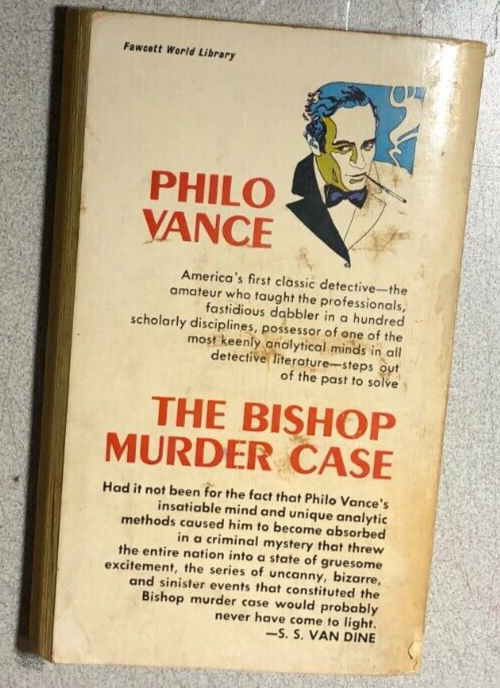 Fawcett World Library
PHILO
VANCE
America's first classic detective—the
amateur who taught the professionals,
fastidious dabbler in a hundred
scholarly disciplines, possessor of one of the
most keenly analytical minds in all
detective literature—steps out
of the past to solve
THE BISHOP
MURDER CASE
Had it not been for the fact that Philo Vance's
insatiable mind and unique analytic
methods caused him to become absorbed
in a criminal mystery that threw
the entire nation into a state of gruesome
excitement, the series of uncanny, bizarre,
and sinister events that constituted the
Bishop murder case would probably
never have come to light.
—S. S. VAN DINE